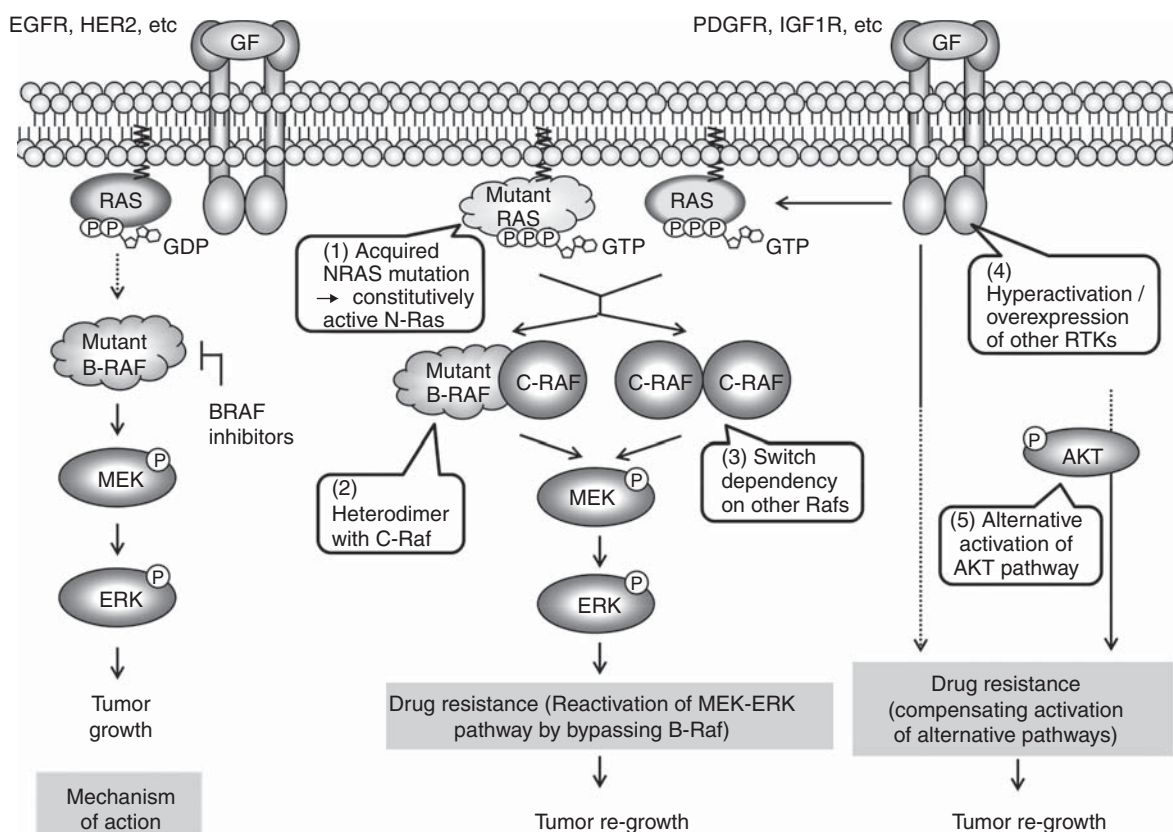 EGFR, HER2, etc
GF
RAS
P P
GDP
Mutant
B-RAF
BRAF
inhibitors
MEK
P
ERK
P
Tumor
growth
Mechanism
of action
Mutant
RAS
P P P
GTP
RAS
P P P
GTP
(1) Acquired
NRAS mutation
→ constitutively
active N-Ras
Mutant
B-RAF
C-RAF
C-RAF
C-RAF
(2)
Heterodimer
with C-Raf
(3) Switch
dependency
on other Rafs
MEK
P
ERK
P
Drug resistance (Reactivation of MEK-ERK
pathway by bypassing B-Raf)
Tumor re-growth
PDGFR, IGF1R, etc
GF
(4)
Hyperactivation /
overexpression
of other RTKs
P
AKT
(5) Alternative
activation of
AKT pathway
Drug resistance
(compensating activation
of alternative pathways)
Tumor re-growth